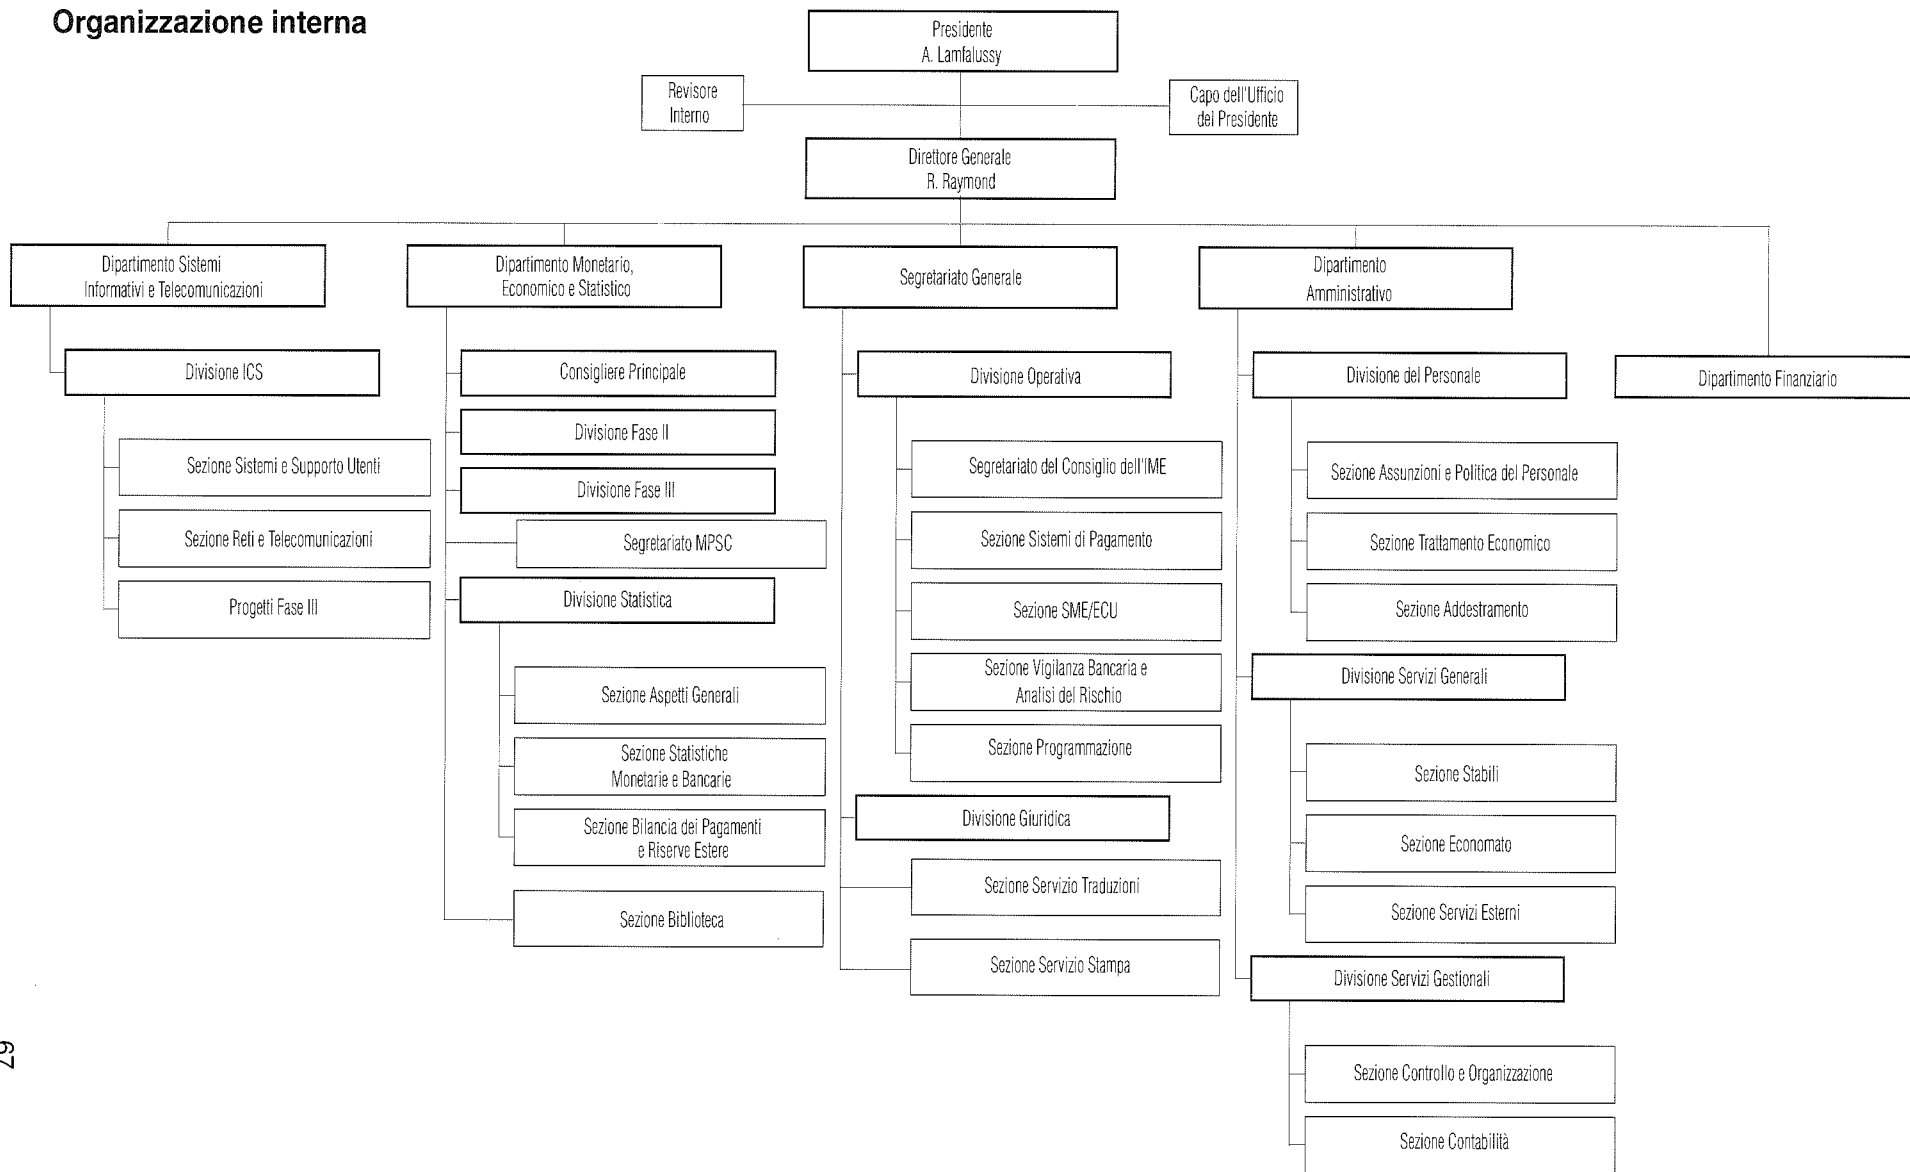 Organizzazione interna
Presidente
A. Lamfalussy
Revisore
Interno
Capo dell'Ufficio
del Presidente
Direttore Generale
R. Raymond
Dipartimento Sistemi
Informativi e Telecomunicazioni
Divisione ICS
Sezione Sistemi e Supporto Utenti
Sezione Reti e Telecomunicazioni
Progetti Fase III
Dipartimento Monetario,
Economico e Statistico
Consigliere Principale
Divisione Fase II
Divisione Fase III
Segretariato MPSC
Divisione Statistica
Sezione Aspetti Generali
Sezione Statistiche
Monetarie e Bancarie
Sezione Bilancia dei Pagamenti
e Riserve Estere
Sezione Biblioteca
Segretariato Generale
Divisione Operativa
Segretariato del Consiglio dell'IME
Sezione Sistemi di Pagamento
Sezione SME/ECU
Sezione Vigilanza Bancaria e
Analisi del Rischio
Sezione Programmazione
Divisione Giuridica
Sezione Servizio Traduzioni
Sezione Servizio Stampa
Dipartimento
Amministrativo
Divisione del Personale
Sezione Assunzioni e Politica del Personale
Sezione Trattamento Economico
Sezione Addestramento
Divisione Servizi Generali
Sezione Stabili
Sezione Economato
Sezione Servizi Esterni
Divisione Servizi Gestionali
Sezione Controllo e Organizzazione
Sezione Contabilità
Dipartimento Finanziario
67